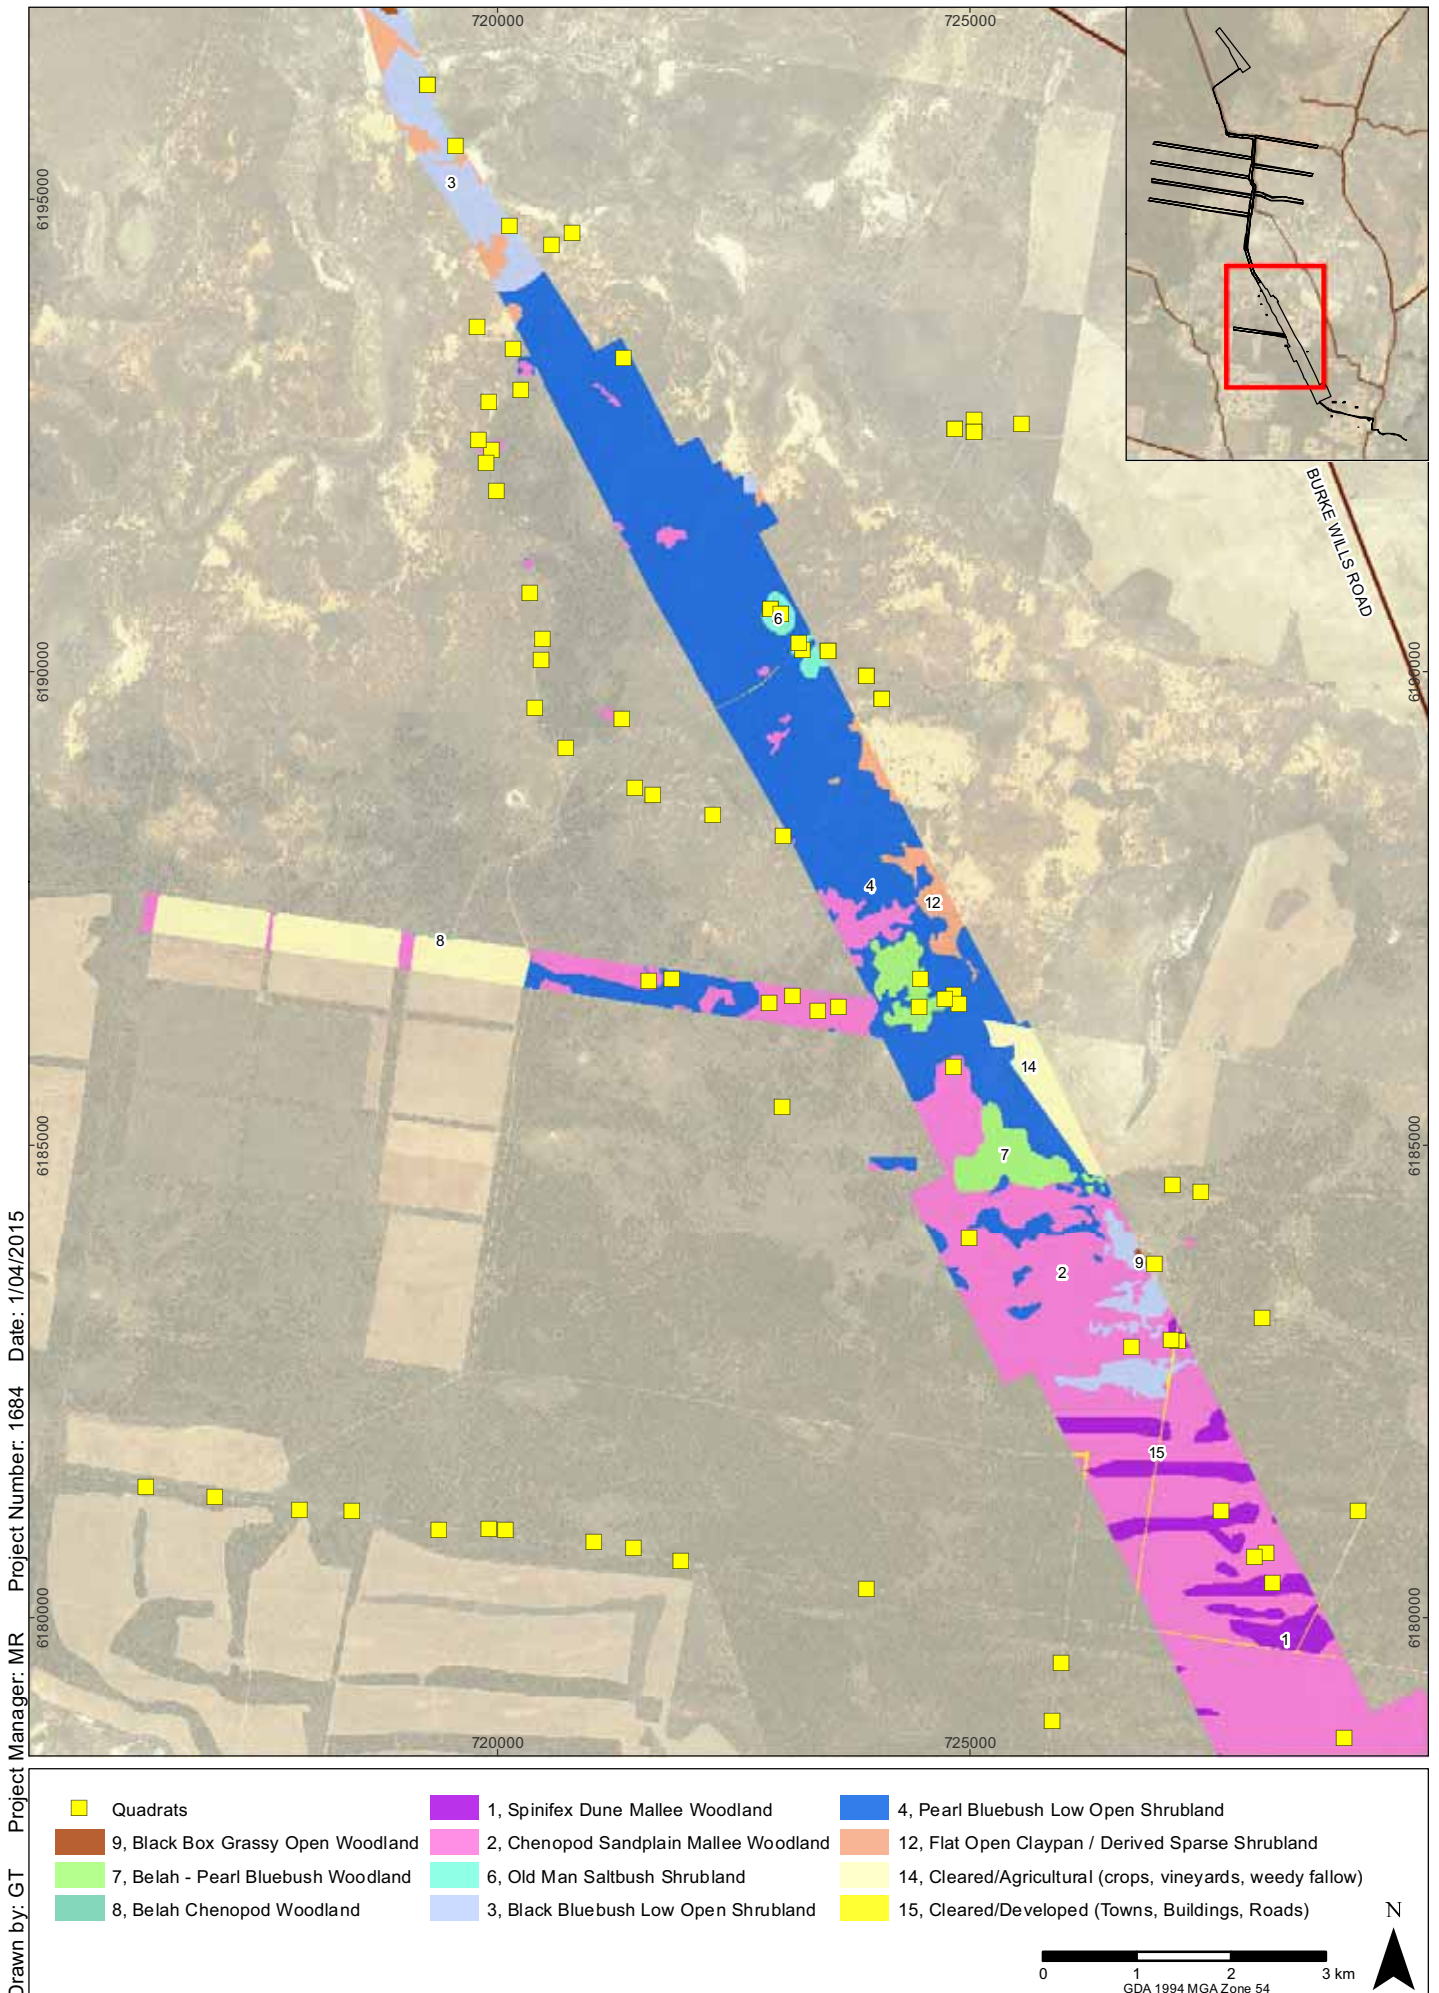 720000
725000
6195000
3
BURKE WILLS ROAD
6
6190000
6190000
4
12
8
14
6185000
6185000
7
9
2
15
6180000
6180000
1
720000
725000
Drawn by: GT Project Manager: MR Project Number: 1684 Date: 1/04/2015
Quadrats
9, Black Box Grassy Open Woodland
7, Belah - Pearl Bluebush Woodland
8, Belah Chenopod Woodland
1, Spinifex Dune Mallee Woodland
2, Chenopod Sandplain Mallee Woodland
6, Old Man Saltbush Shrubland
3, Black Bluebush Low Open Shrubland
4, Pearl Bluebush Low Open Shrubland
12, Flat Open Claypan / Derived Sparse Shrubland
14, Cleared/Agricultural (crops, vineyards, weedy fallow)
15, Cleared/Developed (Towns, Buildings, Roads)
N
0 1 2 3 km
GDA 1994 MGA Zone 54